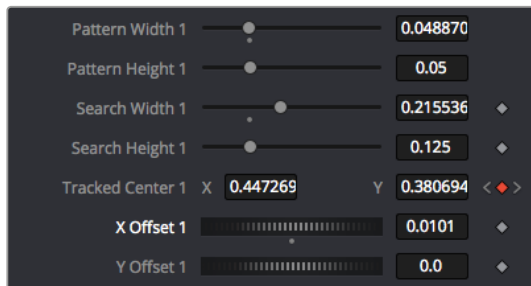 Pattern Width 1 0.048870
Pattern Height 1 0.05
Search Width 1 0.215536
Search Height 1 0.125
Tracked Center 1 X 0.447269 Y 0.380694
X Offset 1 0.0101
Y Offset 1 0.0